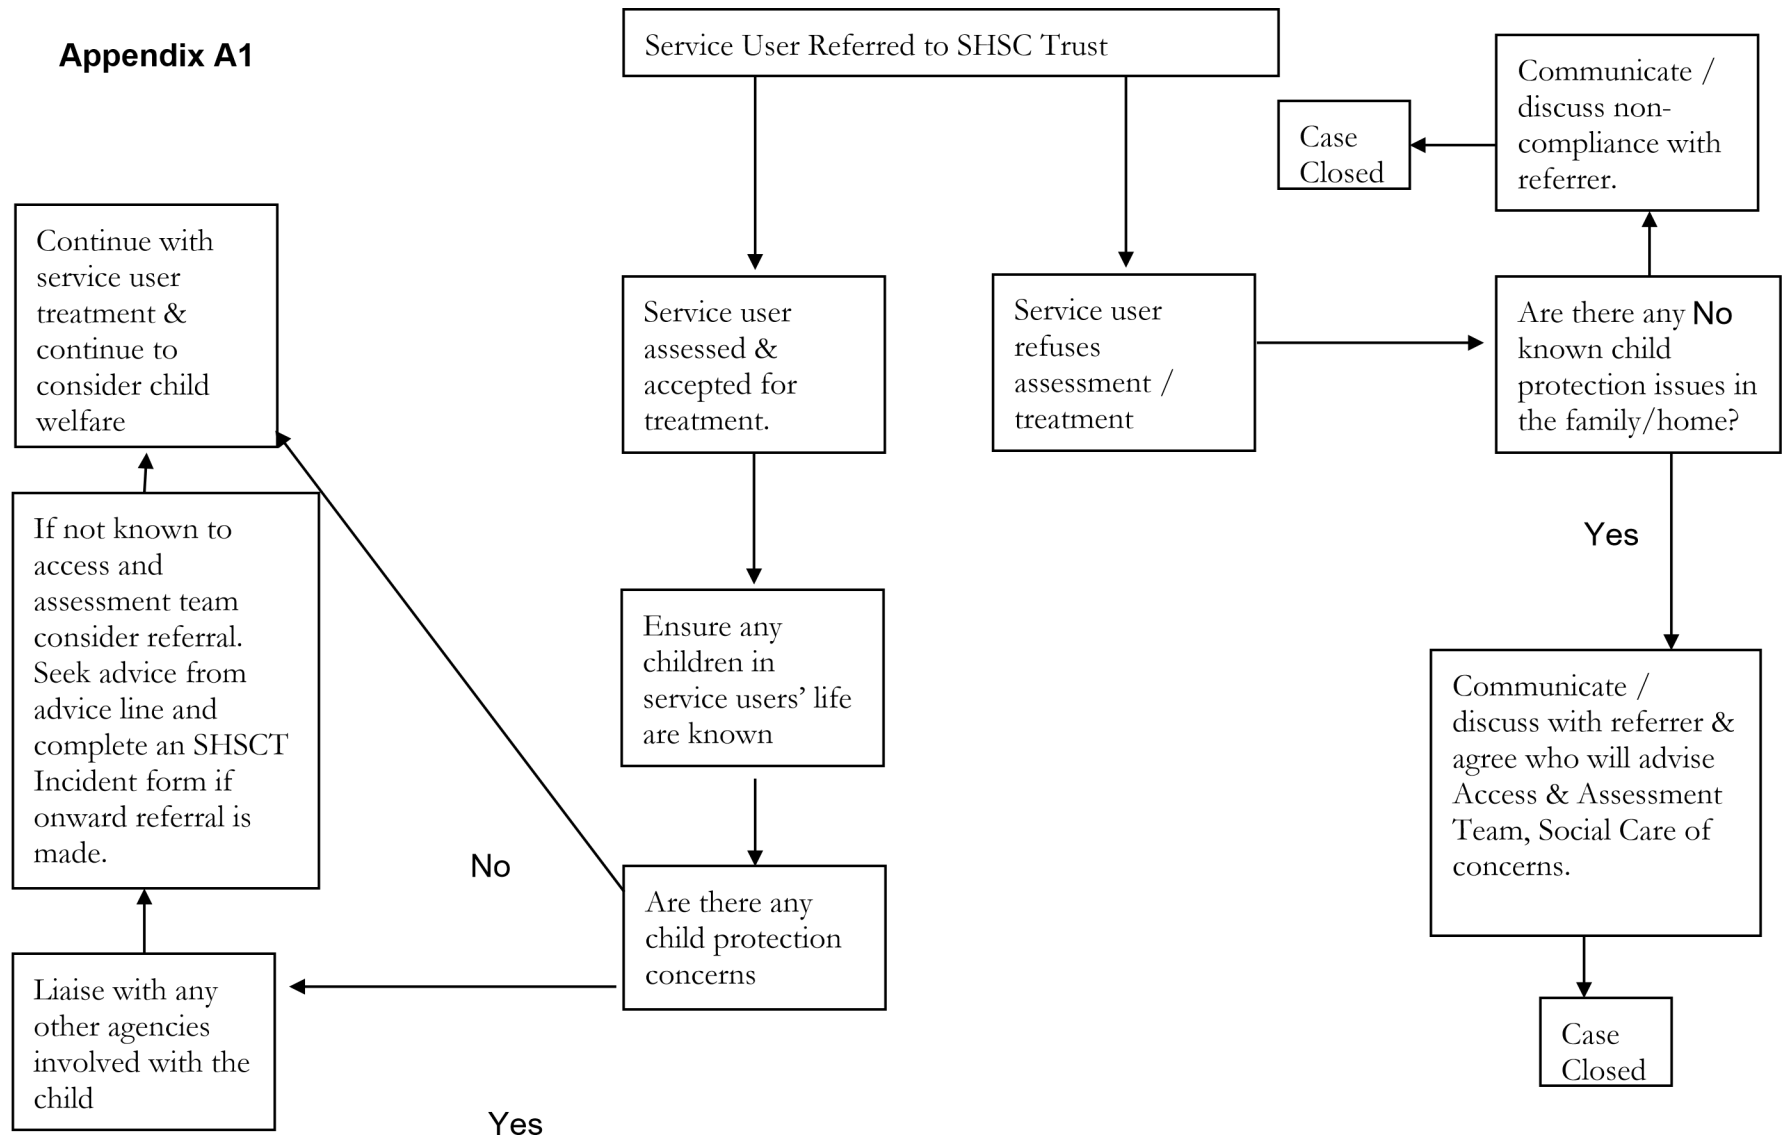 Appendix A1
Service User Referred to SHSC Trust
Communicate /
discuss non-
compliance with
referrer.
Case
Closed
Continue with
service user
treatment &
continue to
consider child
welfare
Service user
assessed &
accepted for
treatment.
Service user
refuses
assessment /
treatment
Are there any No
known child
protection issues in
the family/home?
Yes
If not known to
access and
assessment team
consider referral.
Seek advice from
advice line and
complete an SHSCT
Incident form if
onward referral is
made.
Ensure any
children in
service users’ life
are known
Communicate /
discuss with referrer &
agree who will advise
Access & Assessment
Team, Social Care of
concerns.
No
Are there any
child protection
concerns
Liaise with any
other agencies
involved with the
child
Case
Closed
Yes